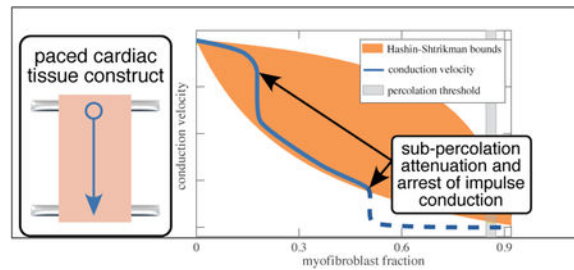 paced cardiac
tissue construct
conduction velocity
Hashin-Shtrikman bounds
conduction velocity
percolation threshold
sub-percolation
attenuation and
arrest of impulse
conduction
0
0.3
0.6
0.9
myofibroblast fraction